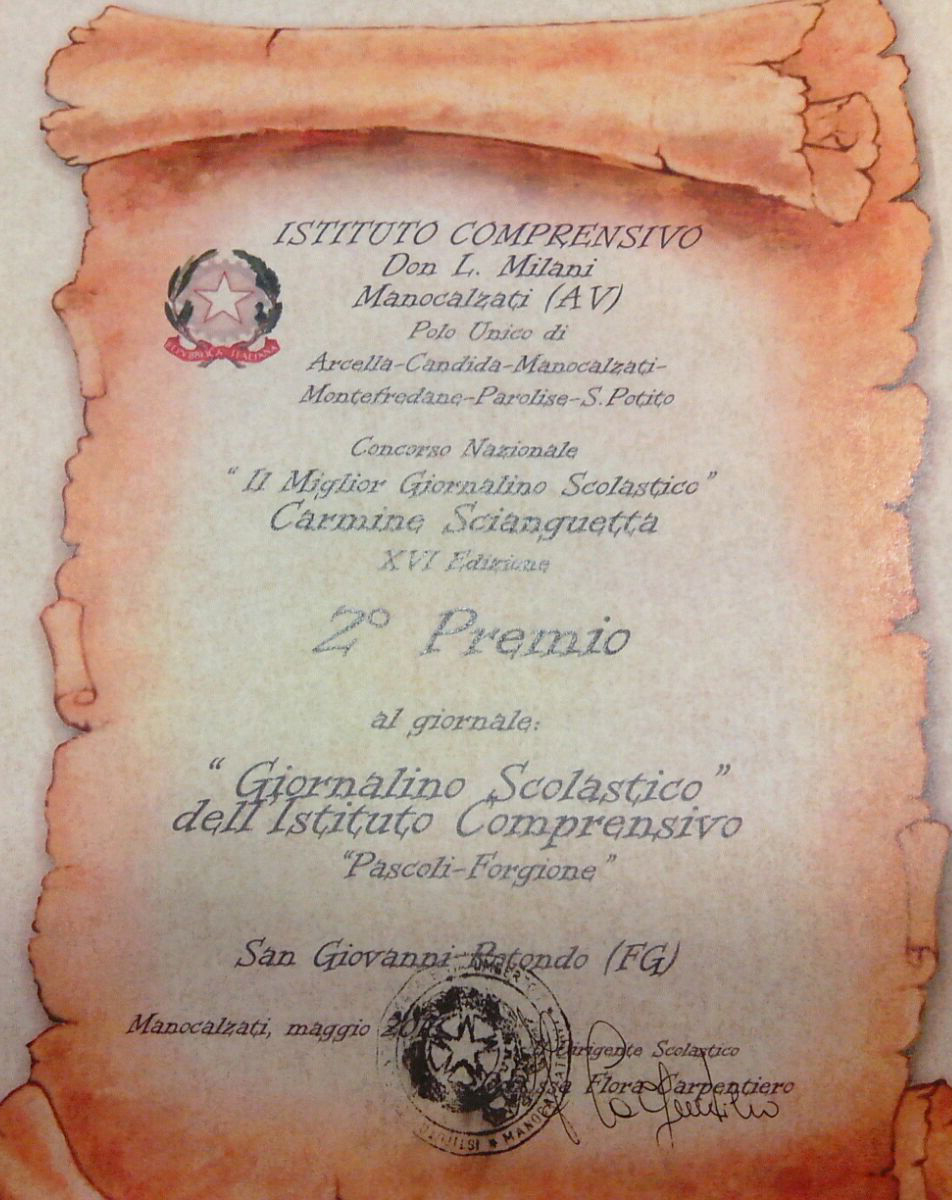 ISTITUTO COMPRENSIVO
Don L. Milani
Manocalzati (AV)
Polo Unico di
Arcella-Candida-Manocalzati-
Montefredane-Parolise-S.Potito
REPVBBLICA ITALIANA
Concorso Nazionale
“ Il Miglior Giornalino Scolastico ”
Carmine Scianguetta
XVI Edizione
2° Premio
al giornale:
“ Giornalino Scolastico ”
dell'Istituto Comprensivo
“Pascoli-Forgione ”
San Giovanni Rotondo (FG)
Manocalzati, maggio
Dirigente Scolastico
Flora Carpentiero